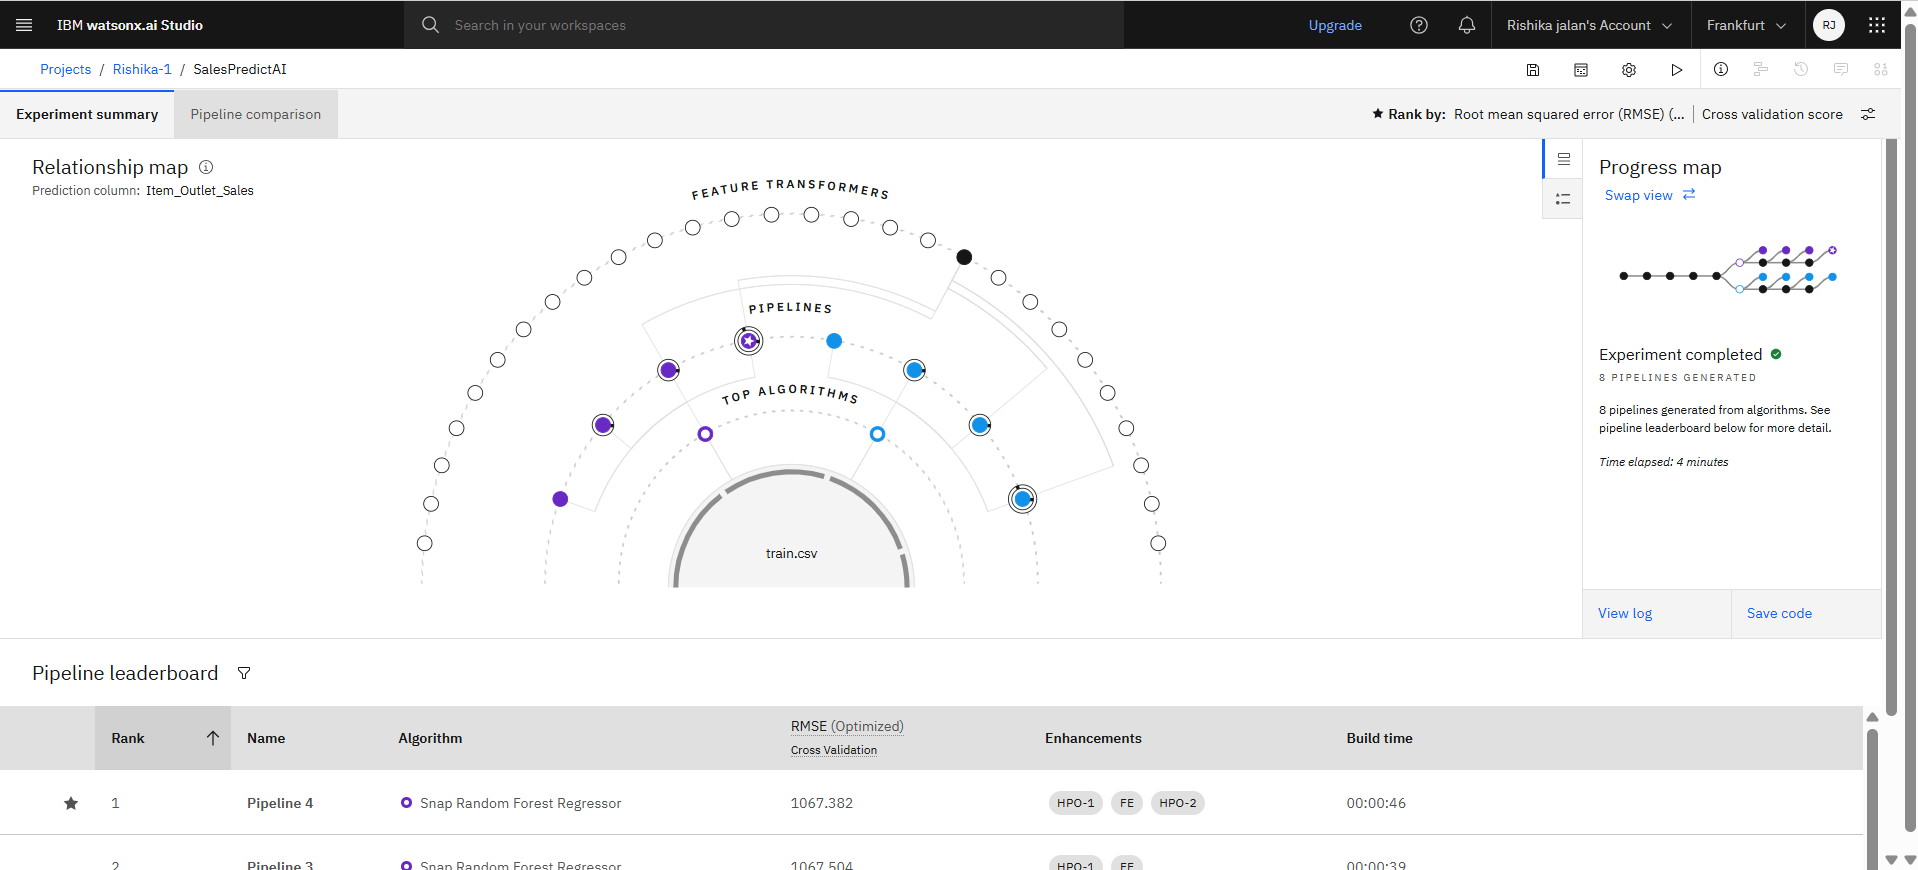 IBM watsonx.ai Studio
Search in your workspaces
Upgrade
Rishika jalan's Account
Frankfurt
RJ
Projects / Rishika-1 / SalesPredictAI
Experiment summary
Pipeline comparison
Rank by: Root mean squared error (RMSE) (... | Cross validation score
Relationship map
Prediction column: Item_Outlet_Sales
FEATURE TRANSFORMERS
PIPELINES
TOP ALGORITHMS
train.csv
Progress map
Swap view
Experiment completed
8 PIPELINES GENERATED
8 pipelines generated from algorithms. See
pipeline leaderboard below for more detail.
Time elapsed: 4 minutes
View log
Save code
Pipeline leaderboard
Rank Name Algorithm RMSE (Optimized) Enhancements Build time
Cross Validation
1 Pipeline 4 Snap Random Forest Regressor 1067.382 HPO-1 FE HPO-2 00:00:46
2 Pipeline 3 Snap Random Forest Regressor 1067.504 HPO-1 FE 00:00:39